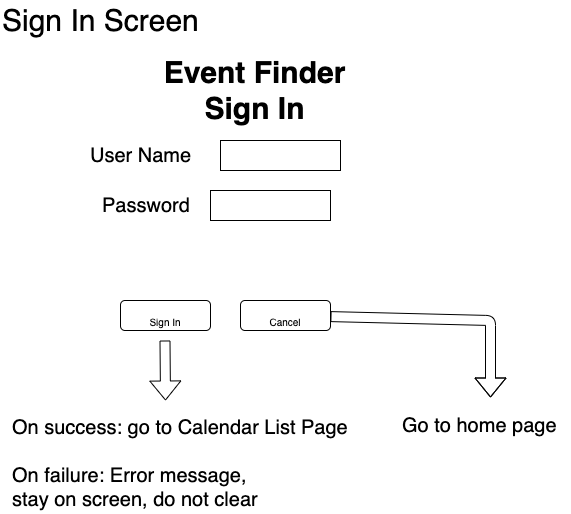 Sign In Screen
Event Finder
Sign In
User Name
Password
Sign In
Cancel
On success: go to Calendar List Page
Go to home page
On failure: Error message,
stay on screen, do not clear